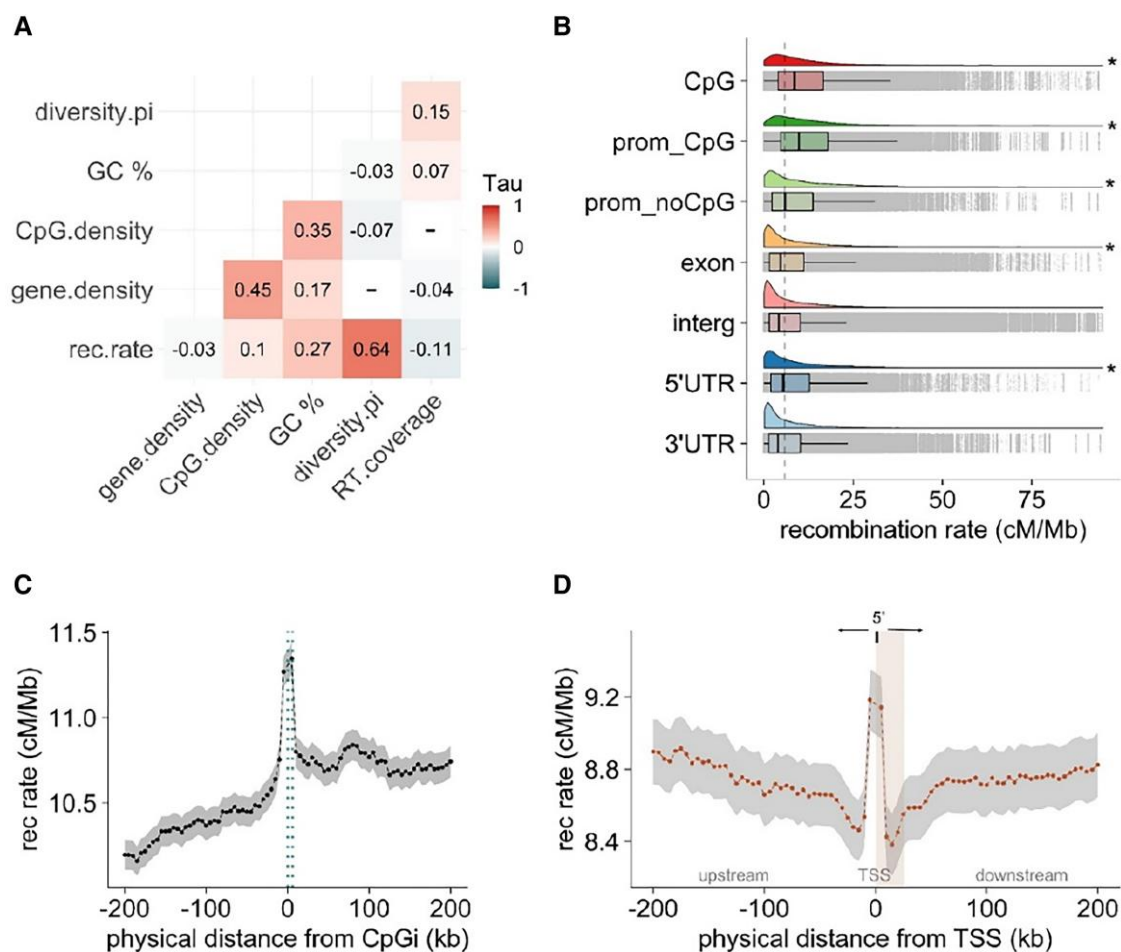 A
diversity.pi
0.15
GC %
-0.03 0.07
CpG.density
0.35 -0.07 –
gene.density
0.45 0.17 – -0.04
rec.rate
-0.03 0.1 0.27 0.64 -0.11
gene.density
CpG.density
GC %
diversity.pi
RT.coverage
Tau
1
0
-1
B
CpG *
prom_CpG *
prom_noCpG *
exon *
interg
5'UTR *
3'UTR
0 25 50 75
recombination rate (cM/Mb)
C
rec rate (cM/Mb)
11.5
11.0
10.5
-200 -100 0 100 200
physical distance from CpGi (kb)
D
5'
rec rate (cM/Mb)
9.2
8.8
8.4
upstream TSS downstream
-200 -100 0 100 200
physical distance from TSS (kb)